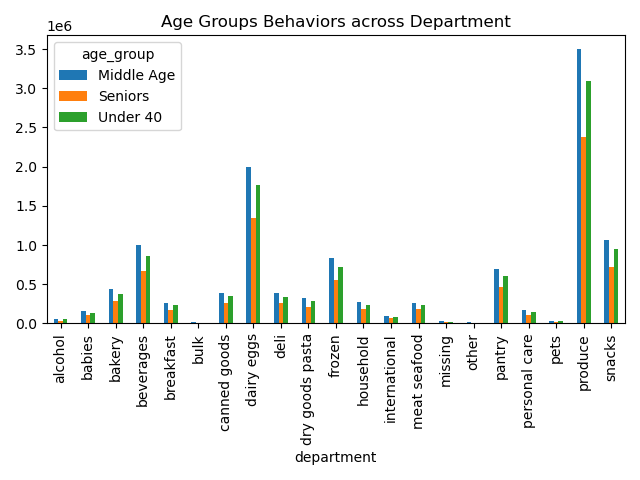 Age Groups Behaviors across Department
1e6
3.5
3.0
2.5
2.0
1.5
1.0
0.5
0.0
age_group
Middle Age
Seniors
Under 40
alcohol
babies
bakery
beverages
breakfast
bulk
canned goods
dairy eggs
deli
dry goods pasta
frozen
household
international
meat seafood
missing
other
pantry
personal care
pets
produce
snacks
department